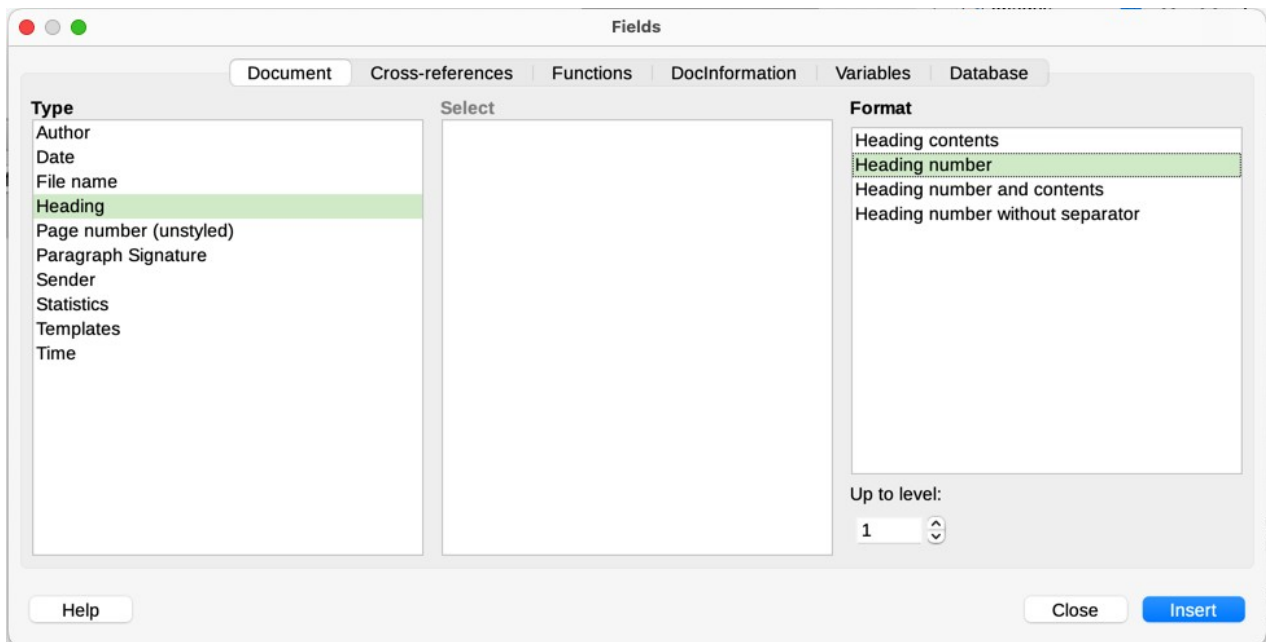 Fields
Document Cross-references Functions DocInformation Variables Database
Type
Author
Date
File name
Heading
Page number (unstyled)
Paragraph Signature
Sender
Statistics
Templates
Time
Select
Format
Heading contents
Heading number
Heading number and contents
Heading number without separator
Up to level:
1
Help
Close
Insert